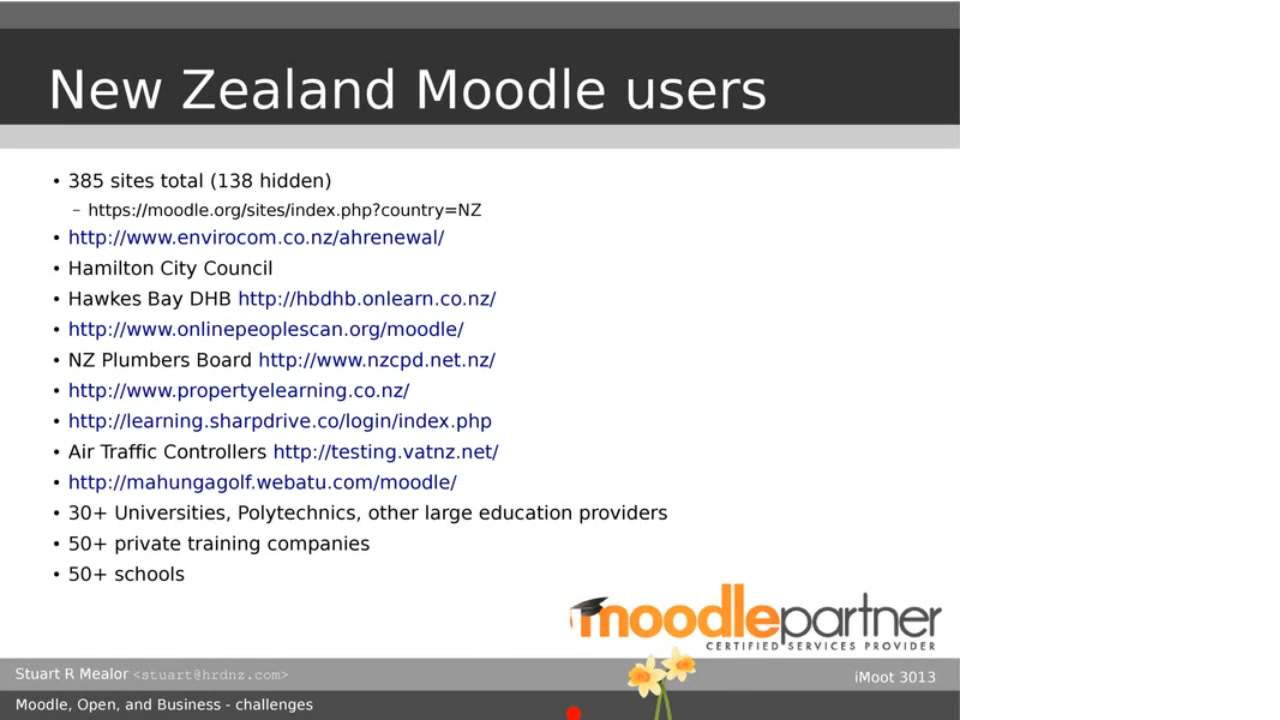 New Zealand Moodle users
• 385 sites total (138 hidden)
– https://moodle.org/sites/index.php?country=NZ
• http://www.envirocom.co.nz/ahrenewal/
• Hamilton City Council
• Hawkes Bay DHB http://hbdhb.onlearn.co.nz/
• http://www.onlinepeoplescan.org/moodle/
• NZ Plumbers Board http://www.nzcpd.net.nz/
• http://www.propertyelearning.co.nz/
• http://learning.sharpdrive.co/login/index.php
• Air Traffic Controllers http://testing.vatnz.net/
• http://mahungagolf.webatu.com/moodle/
• 30+ Universities, Polytechnics, other large education providers
• 50+ private training companies
• 50+ schools
moodlepartner
CERTIFIED SERVICES PROVIDER
Stuart R Mealor <stuart@hrdnz.com>
iMoot 3013
Moodle, Open, and Business - challenges